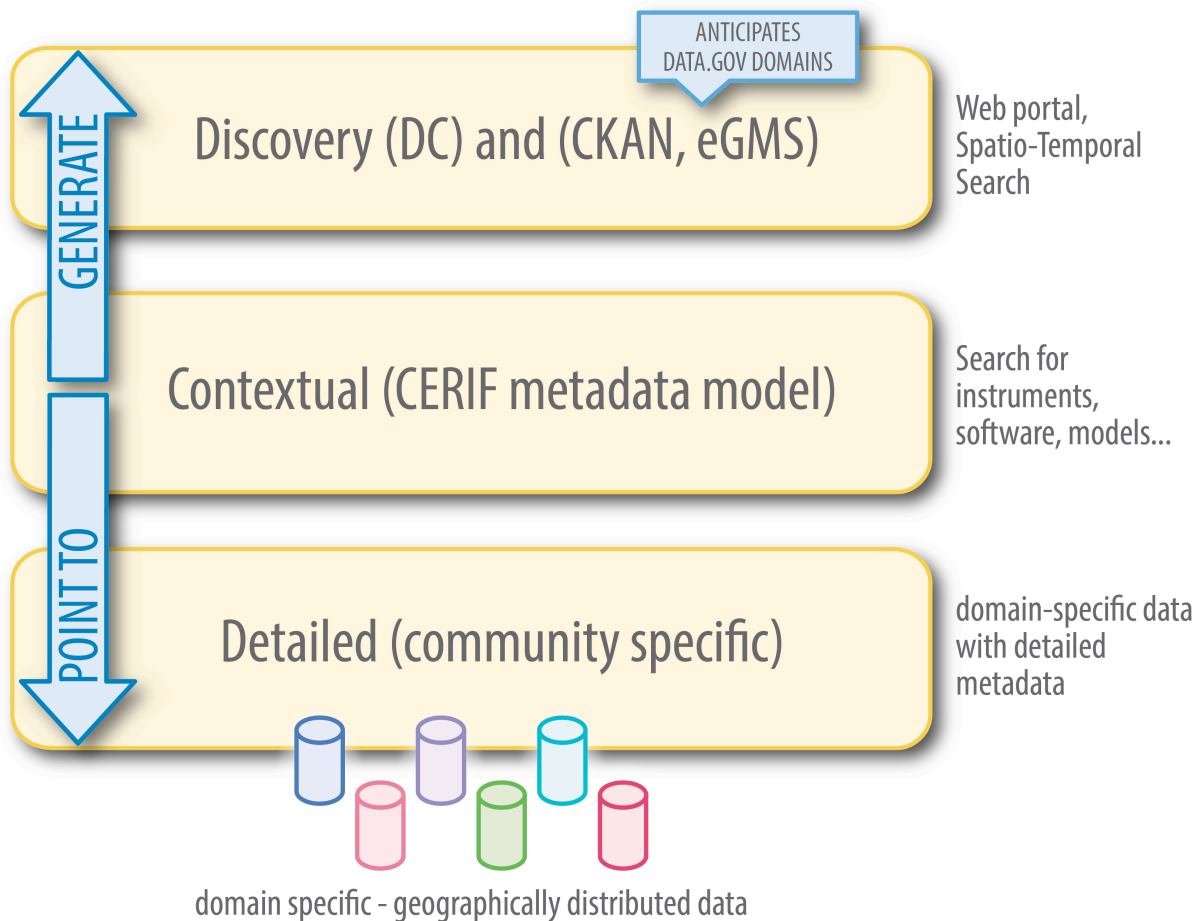 ANTICIPATES
DATA.GOV DOMAINS
Discovery (DC) and (CKAN, eGMS)
Web portal,
Spatio-Temporal
Search
GENERATE
Contextual (CERIF metadata model)
Search for
instruments,
software, models...
POINT TO
Detailed (community specific)
domain-specific data
with detailed
metadata
domain specific - geographically distributed data